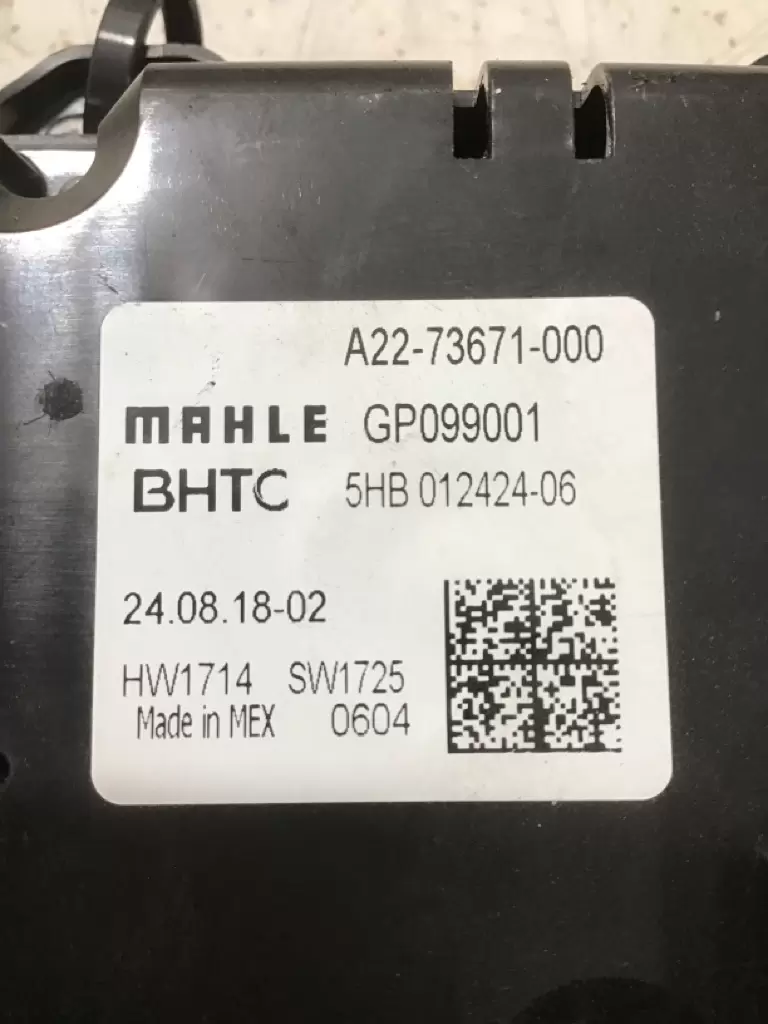 A22-73671-000
MAHLE GP099001
BHTC 5HB 012424-06
24.08.18-02
HW1714 SW1725
Made in MEX 0604